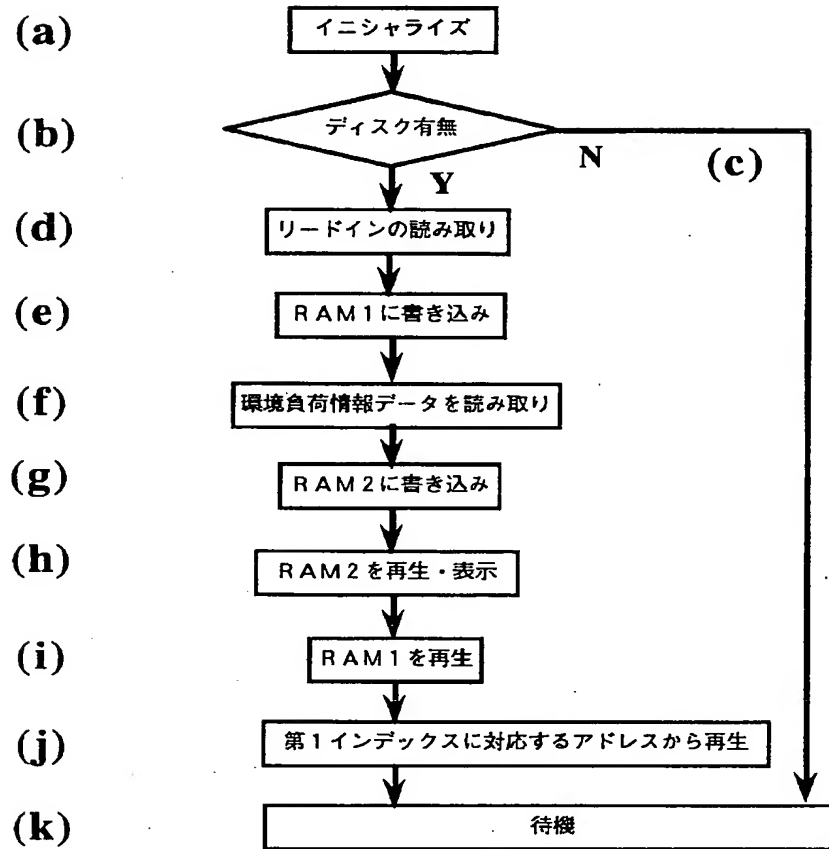 (a) イニシャライズ
(b) ディスク有無
N (c)
Y
(d) リードインの読み取り
(e) RAM1に書き込み
(f) 環境負荷情報データを読み取り
(g) RAM2に書き込み
(h) RAM2を再生・表示
(i) RAM1を再生
(j) 第1インデックスに対応するアドレスから再生
(k) 待機